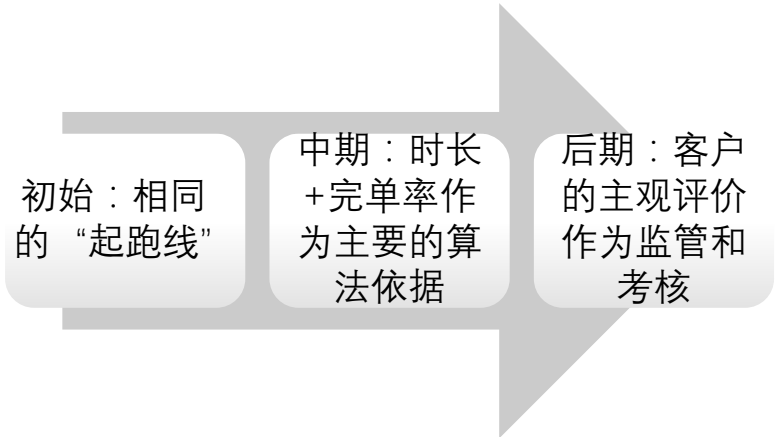 初始：相同
的“起跑线”
中期：时长
+完单率作
为主要的算
法依据
后期：客户
的主观评价
作为监管和
考核